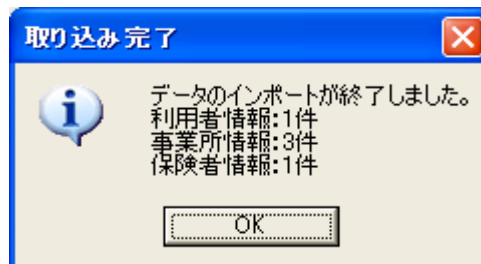 取り込み完了
データのインポートが終了しました。
利用者情報:1件
事業所情報:3件
保険者情報:1件
OK